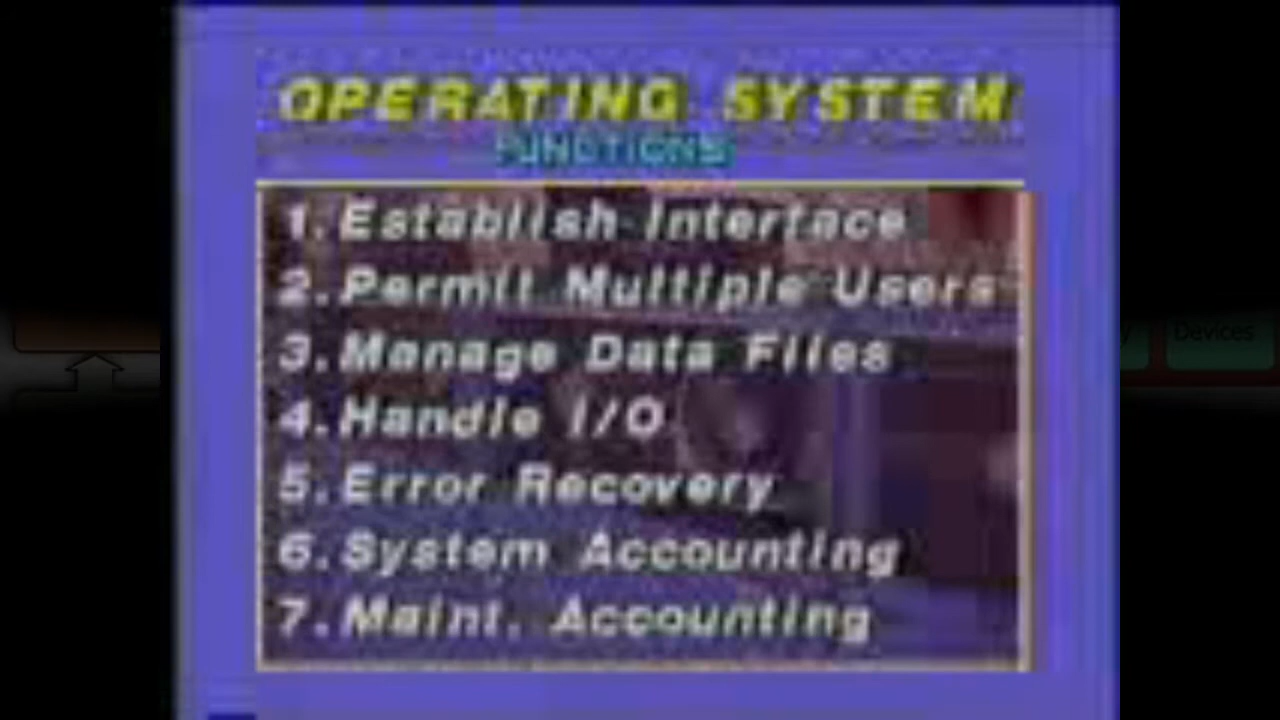 OPERATING SYSTEM
FUNCTIONS
1. Establish Interface
2. Permit Multiple Users
3. Manage Data Files
4. Handle I/O
5. Error Recovery
6. System Accounting
7. Maint. Accounting
Devices